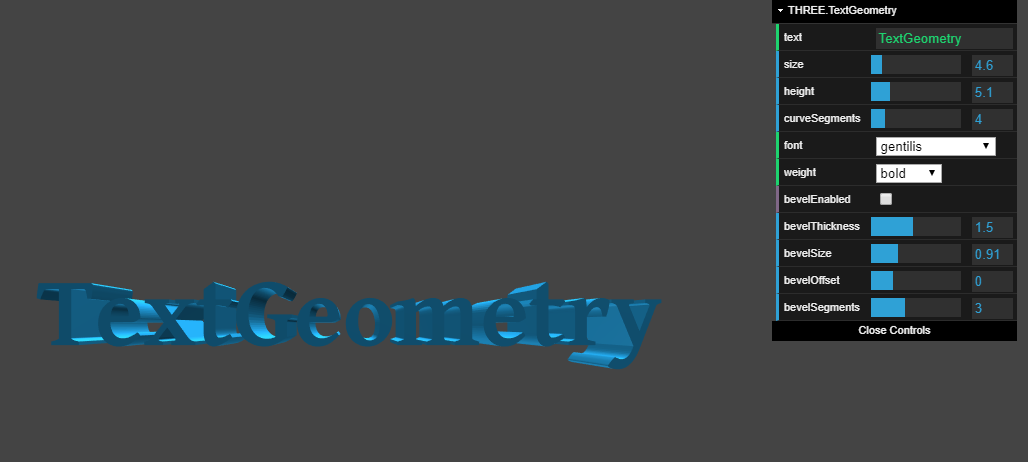 THREE.TextGeometry
text TextGeometry
size 4.6
height 5.1
curveSegments 4
font gentilis
weight bold
bevelEnabled
bevelThickness 1.5
bevelSize 0.91
bevelOffset 0
bevelSegments 3
Close Controls
TextGeometry